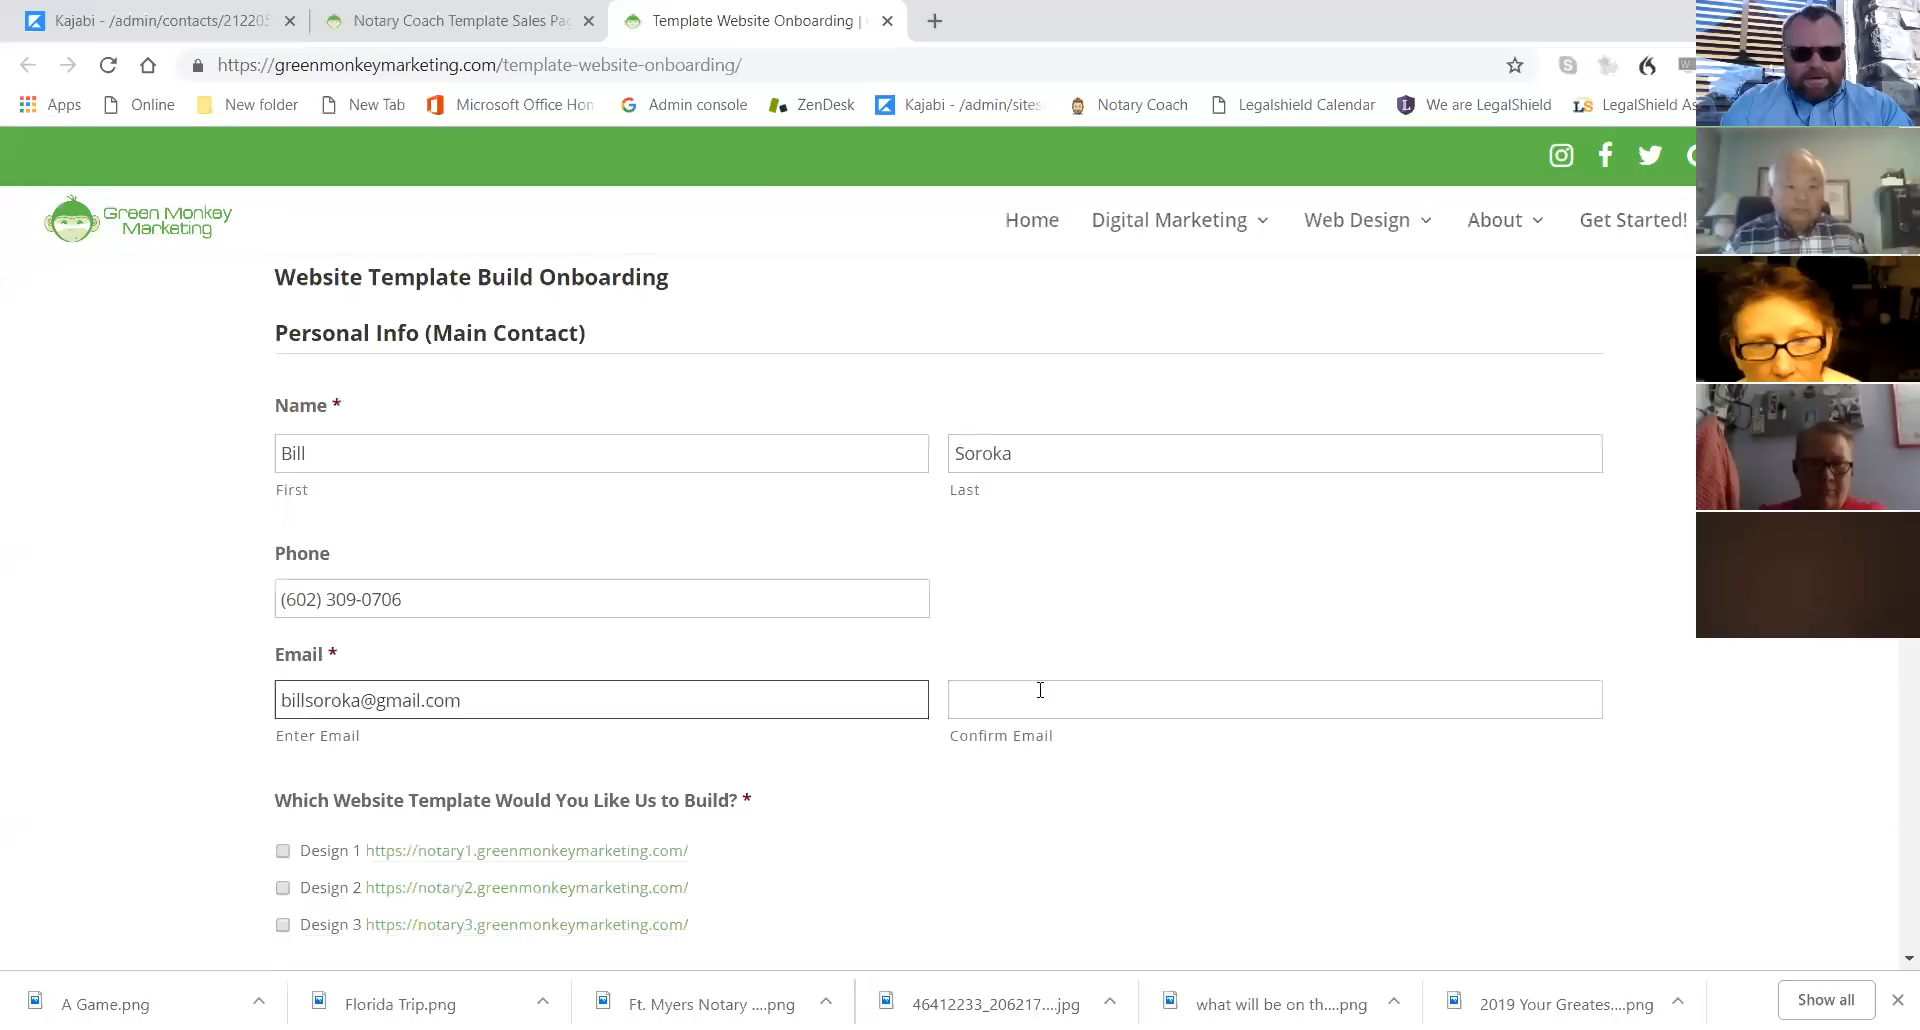 Kajabi - /admin/contacts/21220
Notary Coach Template Sales Pa
Template Website Onboarding |
https://greenmonkeymarketing.com/template-website-onboarding/
Apps
Online
New folder
New Tab
Microsoft Office Hon
Admin console
ZenDesk
Kajabi - /admin/sites
Notary Coach
Legalshield Calendar
We are LegalShield
LegalShield As
Green Monkey
Marketing
Home
Digital Marketing
Web Design
About
Get Started!
Website Template Build Onboarding
Personal Info (Main Contact)
Name *
Bill
Soroka
First
Last
Phone
(602) 309-0706
Email *
billsoroka@gmail.com
Enter Email
Confirm Email
Which Website Template Would You Like Us to Build? *
Design 1 https://notary1.greenmonkeymarketing.com/
Design 2 https://notary2.greenmonkeymarketing.com/
Design 3 https://notary3.greenmonkeymarketing.com/
A Game.png
Florida Trip.png
Ft. Myers Notary ....png
46412233_206217....jpg
what will be on th....png
2019 Your Greates....png
Show all